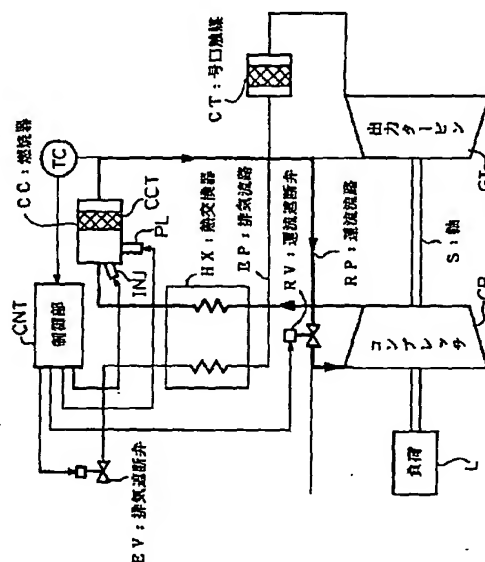 CC：燃焼器
TC
CNT
制御部
CCT
PL
INJ
HX：熱交換器
EP：排気流路
RV：還流遮断弁
RP：還流流路
EV：排気遮断弁
CT：号口触媒
出力タービン
GT
S：軸
コンプレッサ
CP
負荷
L